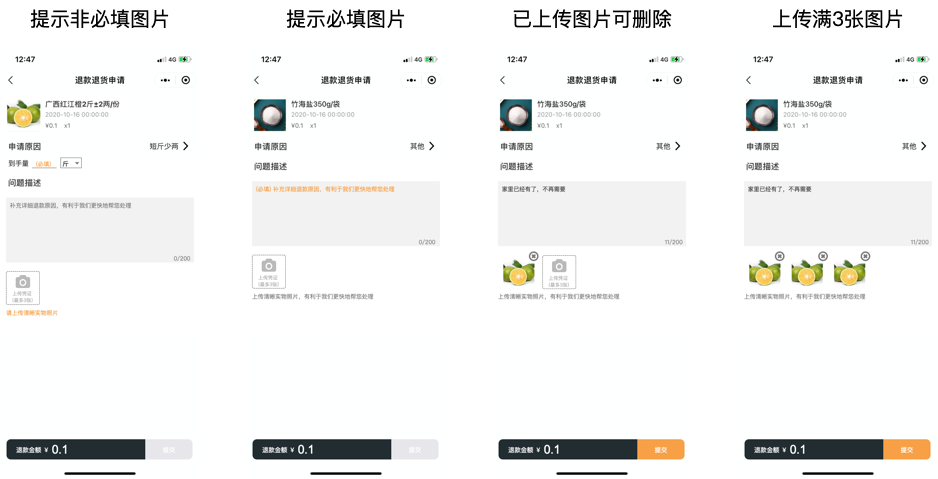 提示非必填图片
12:47
4G
退款退货申请
广西红江橙2斤±2两/份
2020-10-16 00:00:00
¥0.1 x1
申请原因
短斤少两
到手量 (必填) 斤
问题描述
补充详细退款原因，有利于我们更快地帮您处理
0/200
上传凭证
(最多3张)
请上传清晰实物照片
退款金额 ¥ 0.1
提交
提示必填图片
12:47
4G
退款退货申请
竹海盐350g/袋
2020-10-16 00:00:00
¥0.1 x1
申请原因
其他
问题描述
(必填) 补充详细退款原因，有利于我们更快地帮您处理
0/200
上传凭证
(最多3张)
上传清晰实物照片，有利于我们更快地帮您处理
退款金额 ¥ 0.1
提交
已上传图片可删除
12:47
4G
退款退货申请
竹海盐350g/袋
2020-10-16 00:00:00
¥0.1 x1
申请原因
其他
问题描述
家里已经有了，不再需要
11/200
上传凭证
(最多3张)
上传清晰实物照片，有利于我们更快地帮您处理
退款金额 ¥ 0.1
提交
上传满3张图片
12:47
4G
退款退货申请
竹海盐350g/袋
2020-10-16 00:00:00
¥0.1 x1
申请原因
其他
问题描述
家里已经有了，不再需要
11/200
上传清晰实物照片，有利于我们更快地帮您处理
退款金额 ¥ 0.1
提交